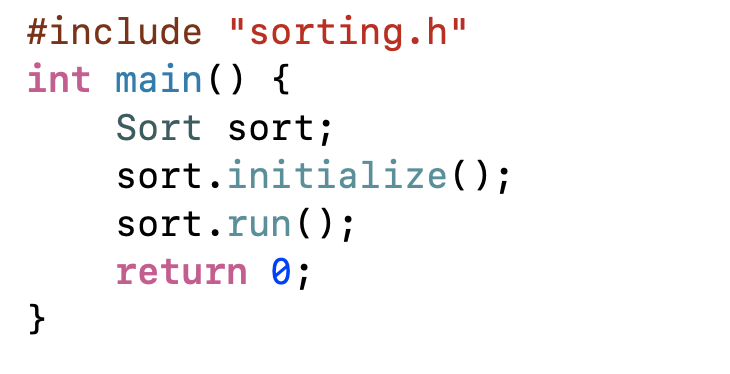 #include "sorting.h"
int main() {
    Sort sort;
    sort.initialize();
    sort.run();
    return 0;
}